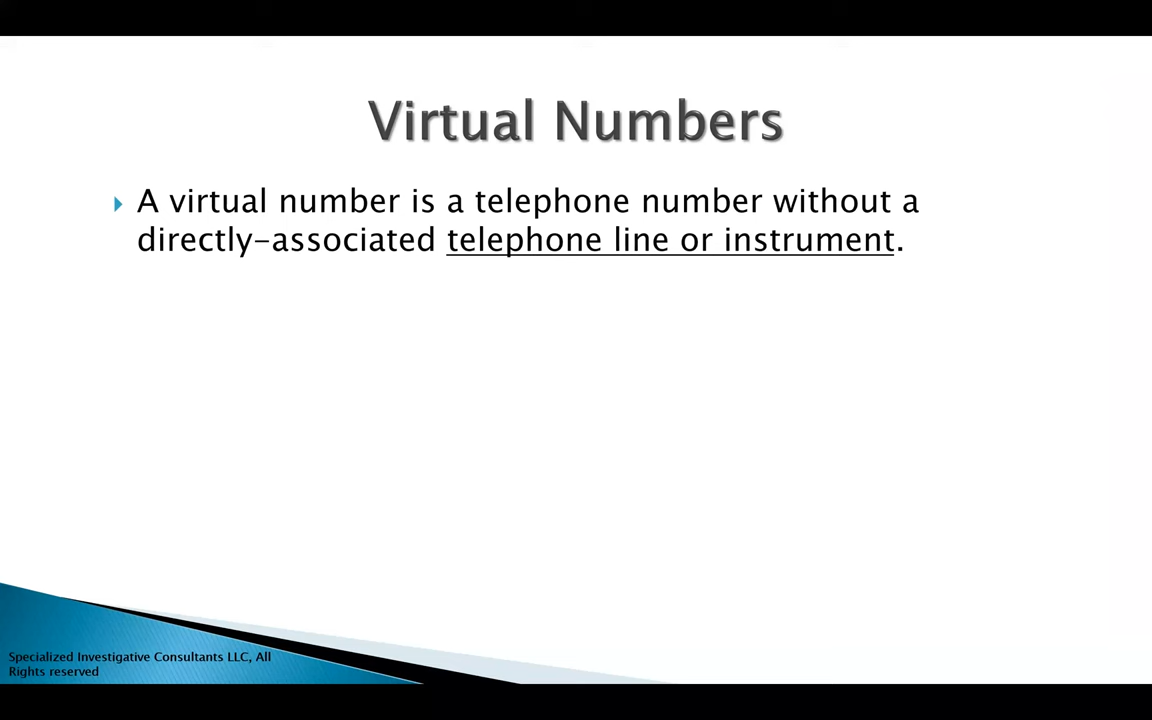 Virtual Numbers
A virtual number is a telephone number without a
directly-associated telephone line or instrument.
Specialized Investigative Consultants LLC, All
Rights reserved